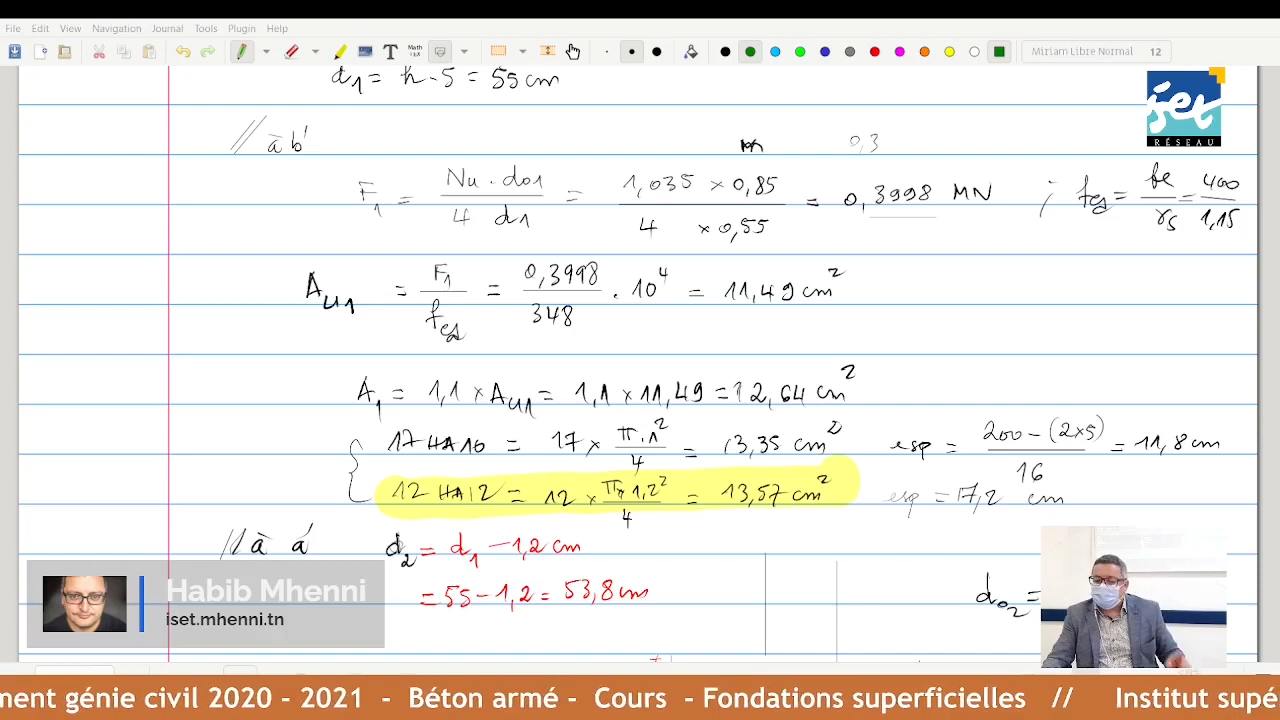 File Edit View Navigation Journal Tools Plugin Help
Miriam Libre Normal 12
d1 = h - 5 = 55 cm
iset
RÉSEAU
// à b'
0,3
F1 = Nu . d01 / 4 d1 = 1,035 × 0,85 / 4 × 0,55 = 0,3998 MN ; fed = fe / γs = 400 / 1,15
Au1 = F1 / fed = 0,3998 / 348 . 10^4 = 11,49 cm²
A1 = 1,1 × Au1 = 1,1 × 11,49 = 12,64 cm²
17 HA 10 = 17 × π.1² / 4 = 13,35 cm² esp = 200 - (2×5) / 16 = 11,8 cm
12 HA 12 = 12 × π×1,2² / 4 = 13,57 cm² esp = 17,2 cm
// à a' d2 = d1 - 1,2 cm
= 55 - 1,2 = 53,8 cm
d02 =
Habib Mhenni
iset.mhenni.tn
ment génie civil 2020 - 2021 - Béton armé - Cours - Fondations superficielles // Institut supé